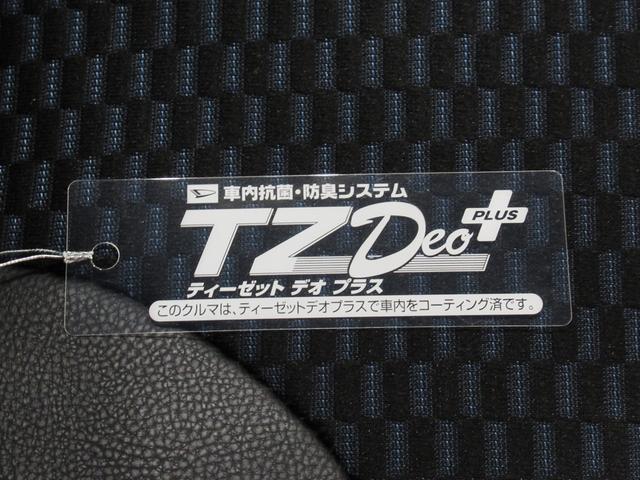 車内抗菌・防臭システム
TZ Deo PLUS
ティーゼット デオ プラス
このクルマは、ティーゼットデオプラスで車内をコーティング済です。